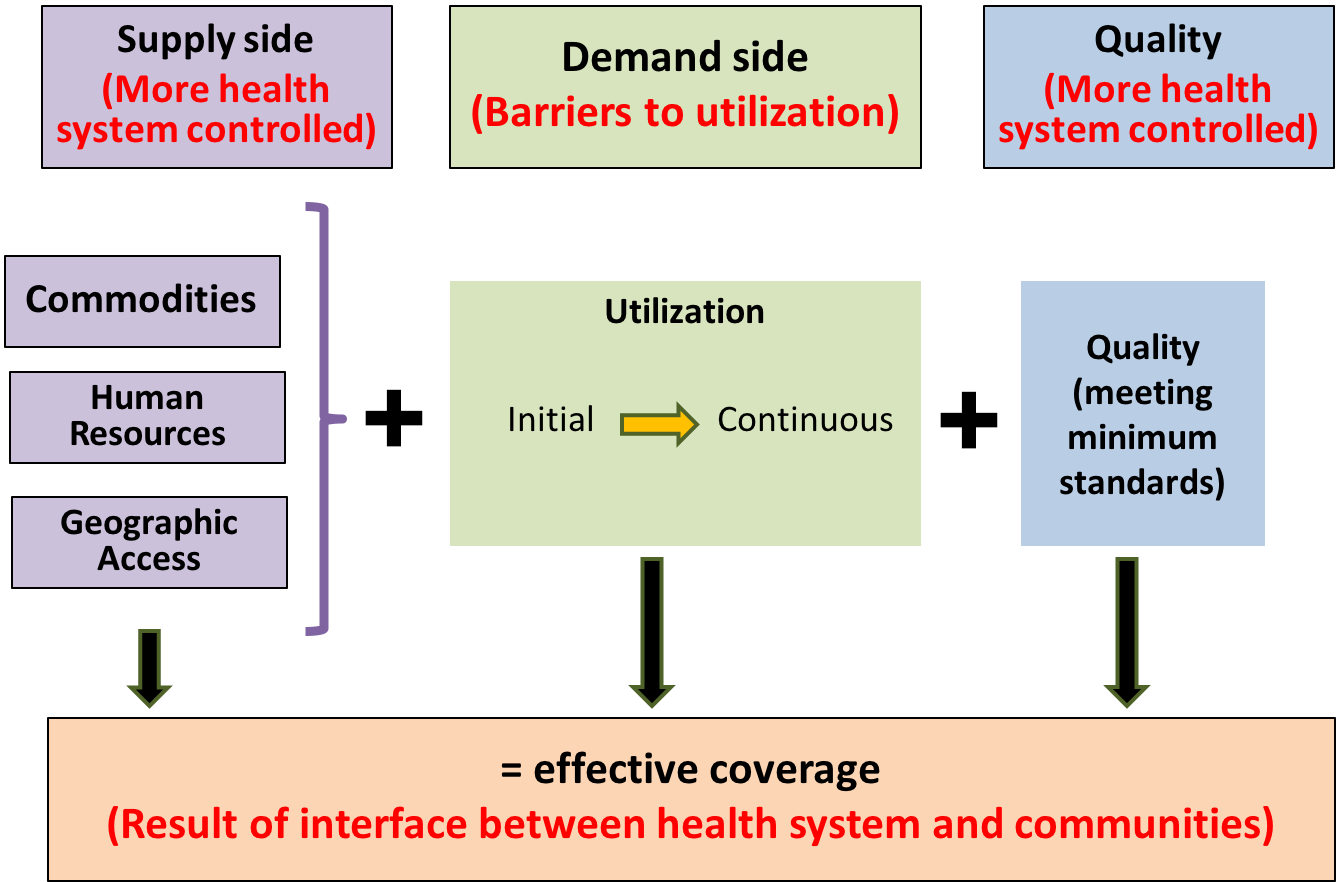 Supply side
(More health
system controlled)
Demand side
(Barriers to utilization)
Quality
(More health
system controlled)
Commodities
Human
Resources
Geographic
Access
+
Utilization
Initial
Continuous
+
Quality
(meeting
minimum
standards)
= effective coverage
(Result of interface between health system and communities)